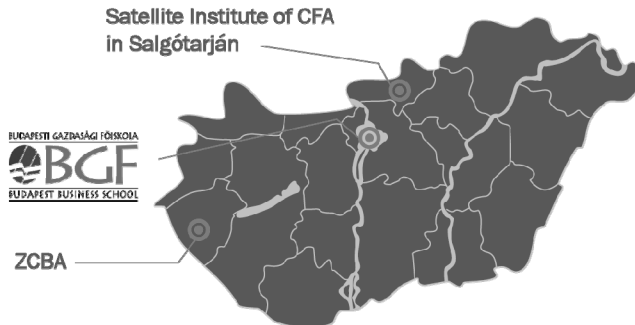 Satellite Institute of CFA
in Salgótarján
BUDAPESTI GAZDASÁGI FŐISKOLA
BGF
BUDAPEST BUSINESS SCHOOL
ZCBA